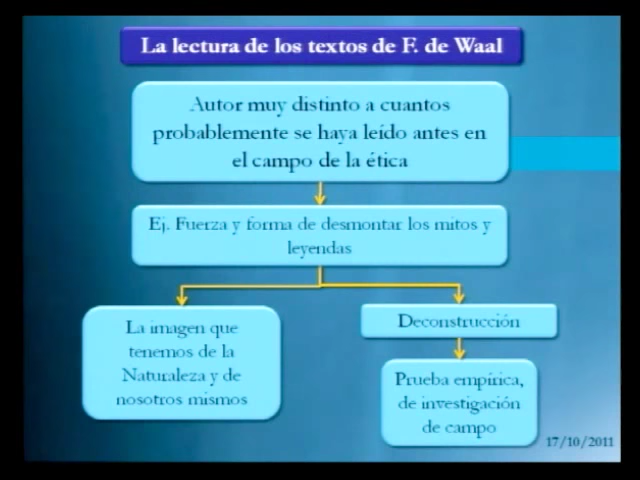 La lectura de los textos de F. de Waal
Autor muy distinto a cuantos
probablemente se haya leído antes en
el campo de la ética
Ej. Fuerza y forma de desmontar los mitos y
leyendas
La imagen que
tenemos de la
Naturaleza y de
nosotros mismos
Deconstrucción
Prueba empírica,
de investigación
de campo
17/10/2011